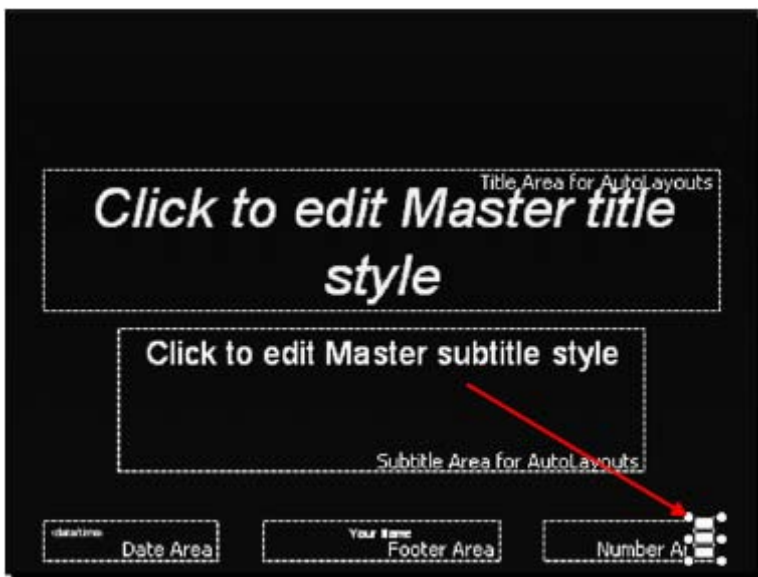 Title Area for AutoLayouts
Click to edit Master title
style
Click to edit Master subtitle style
Subtitle Area for AutoLayouts
<date/time>
Date Area
Your Name
Footer Area
Number